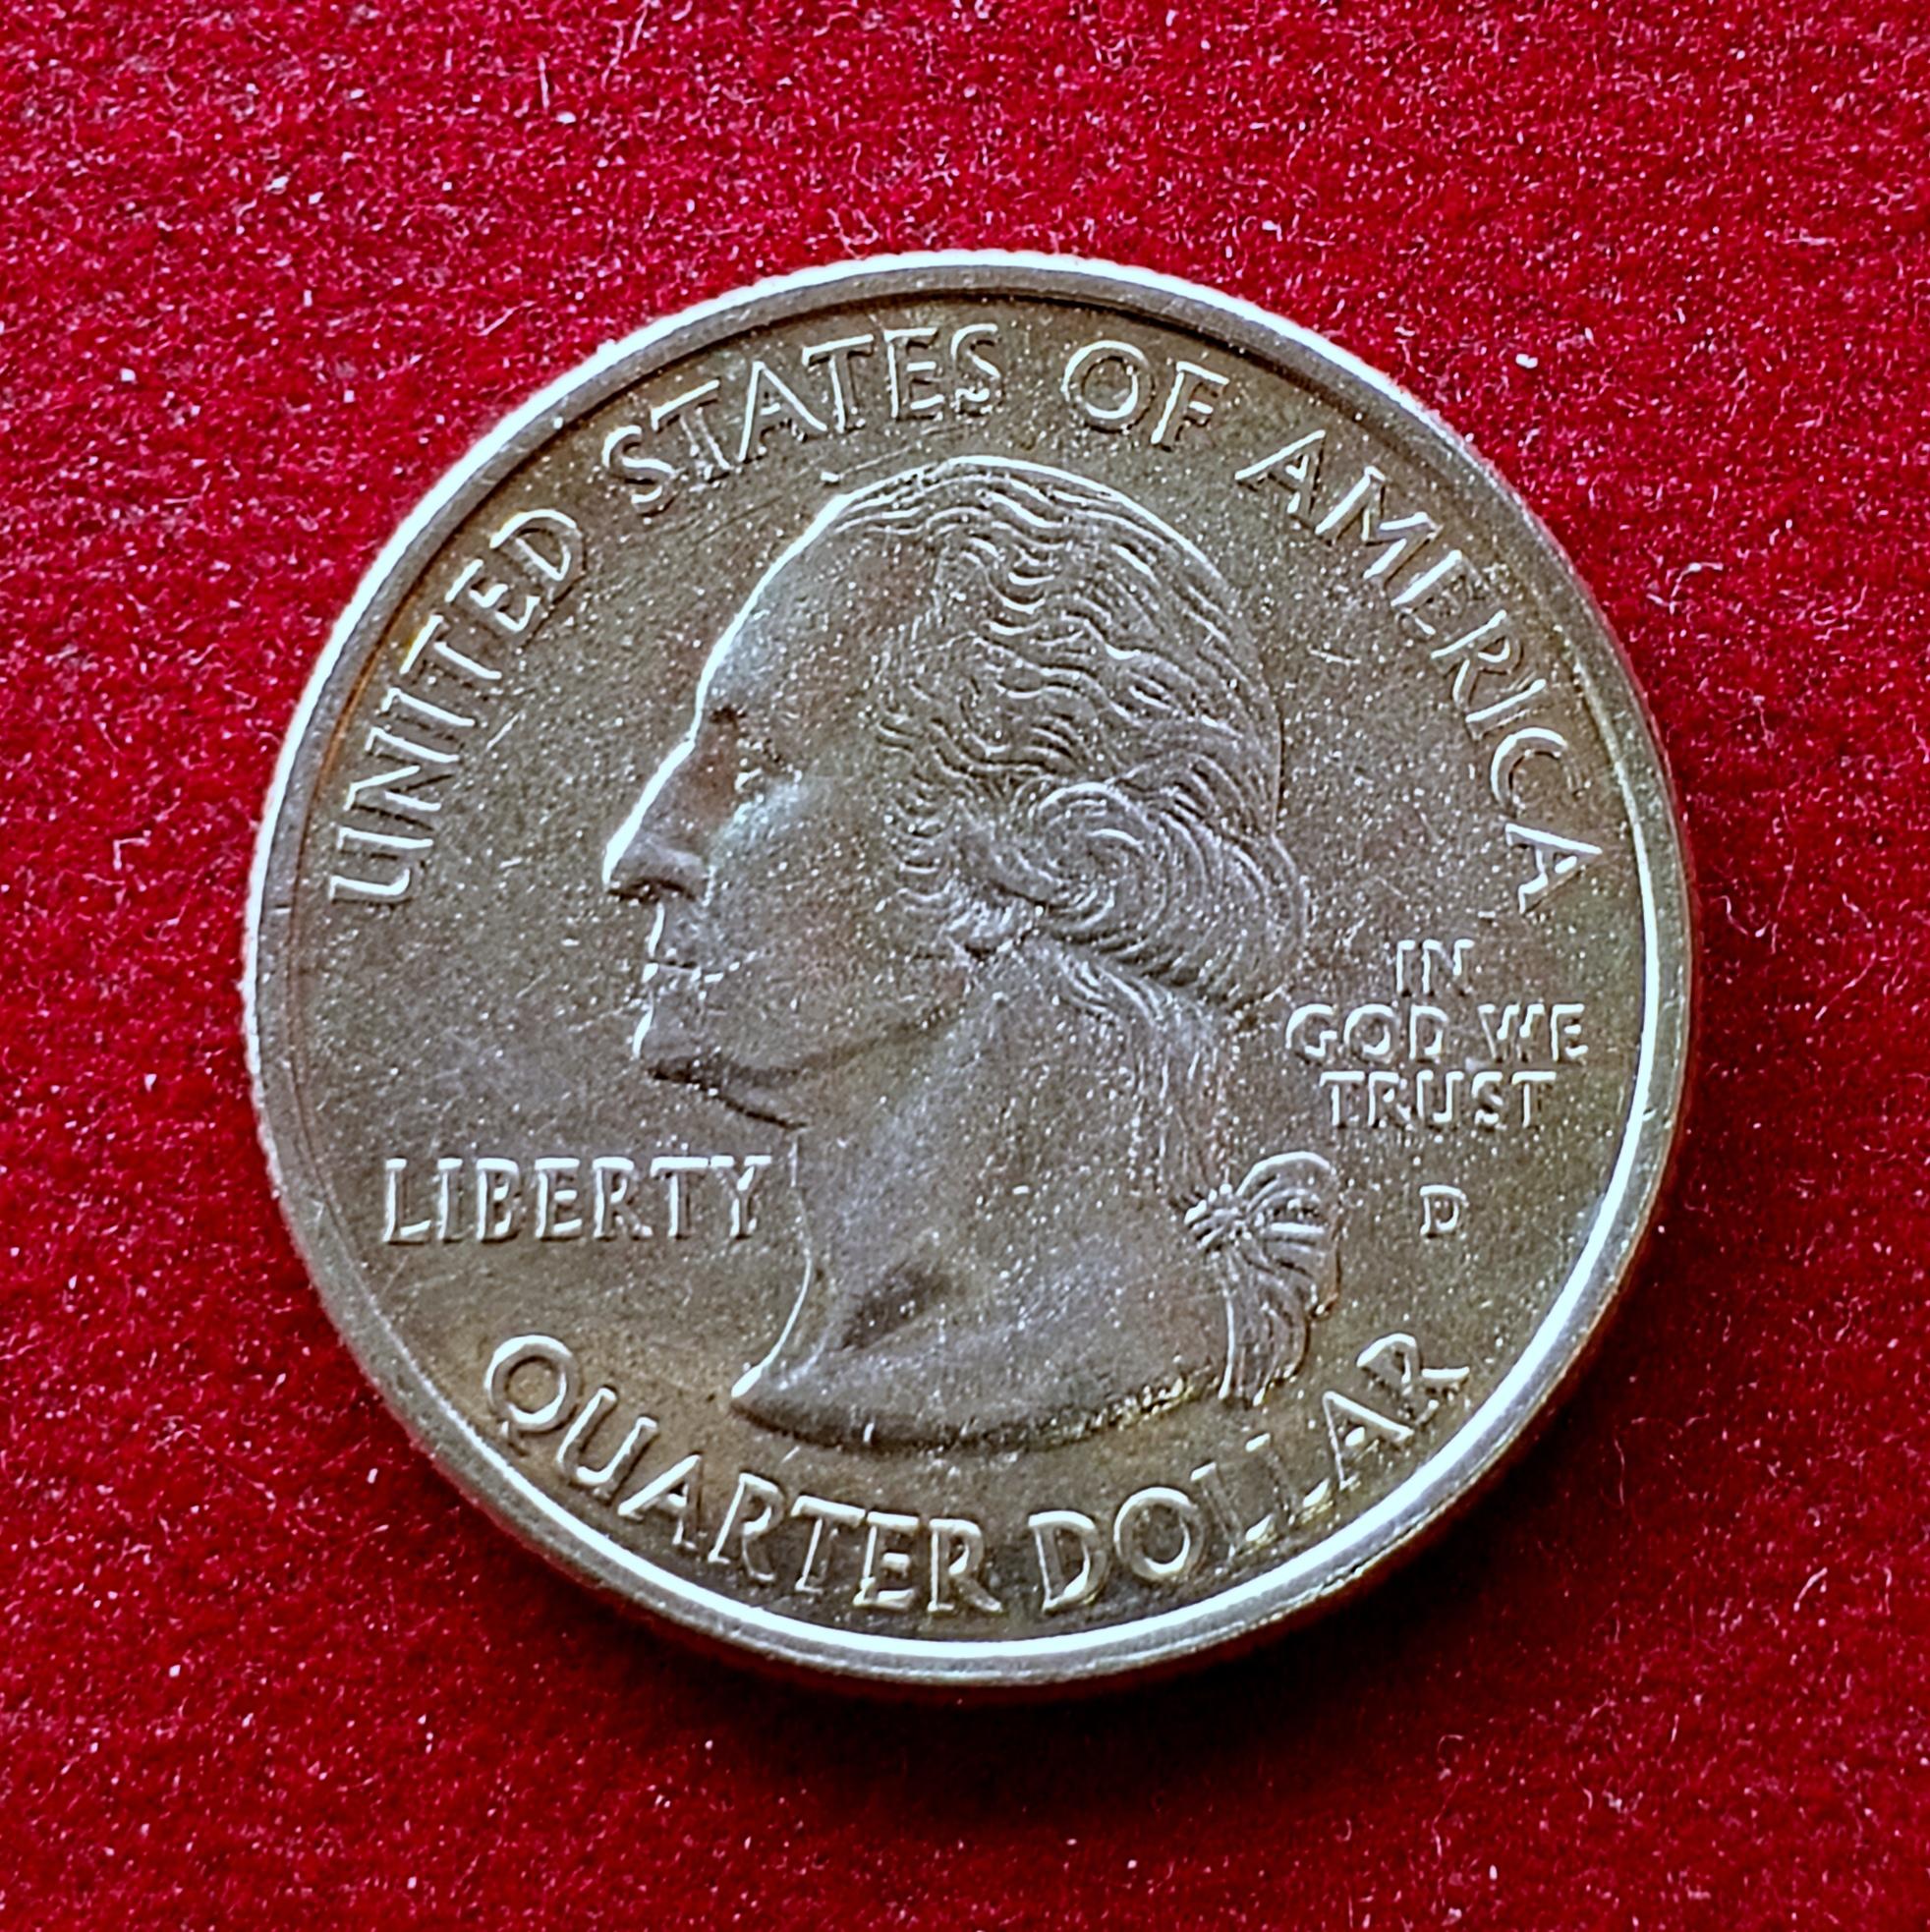 UNITED STATES OF AMERICA
IN
GOD WE
TRUST
LIBERTY
D
QUARTER DOLLAR